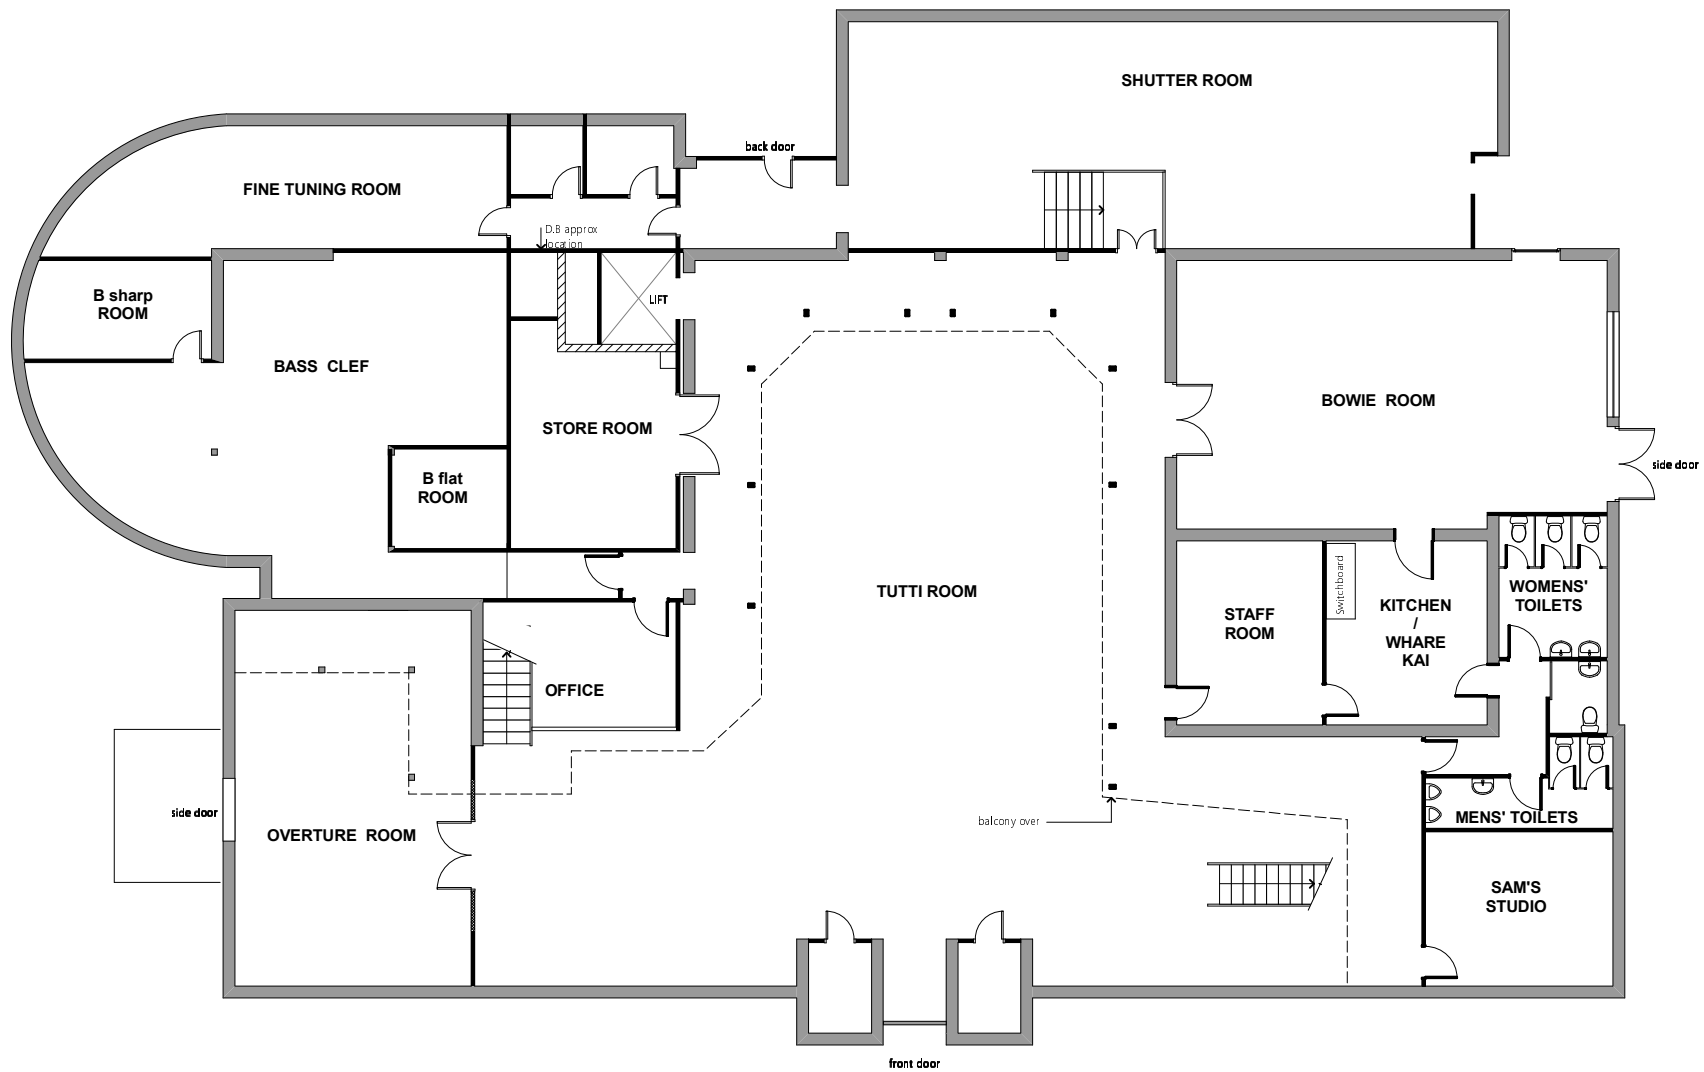 SHUTTER ROOM
back door
FINE TUNING ROOM
D.B approx
location
B sharp
ROOM
LIFT
BASS CLEF
STORE ROOM
BOWIE ROOM
side door
B flat
ROOM
Switchboard
TUTTI ROOM
STAFF
ROOM
KITCHEN
/
WHARE
KAI
WOMENS'
TOILETS
OFFICE
side door
OVERTURE ROOM
balcony over
MENS' TOILETS
SAM'S
STUDIO
front door